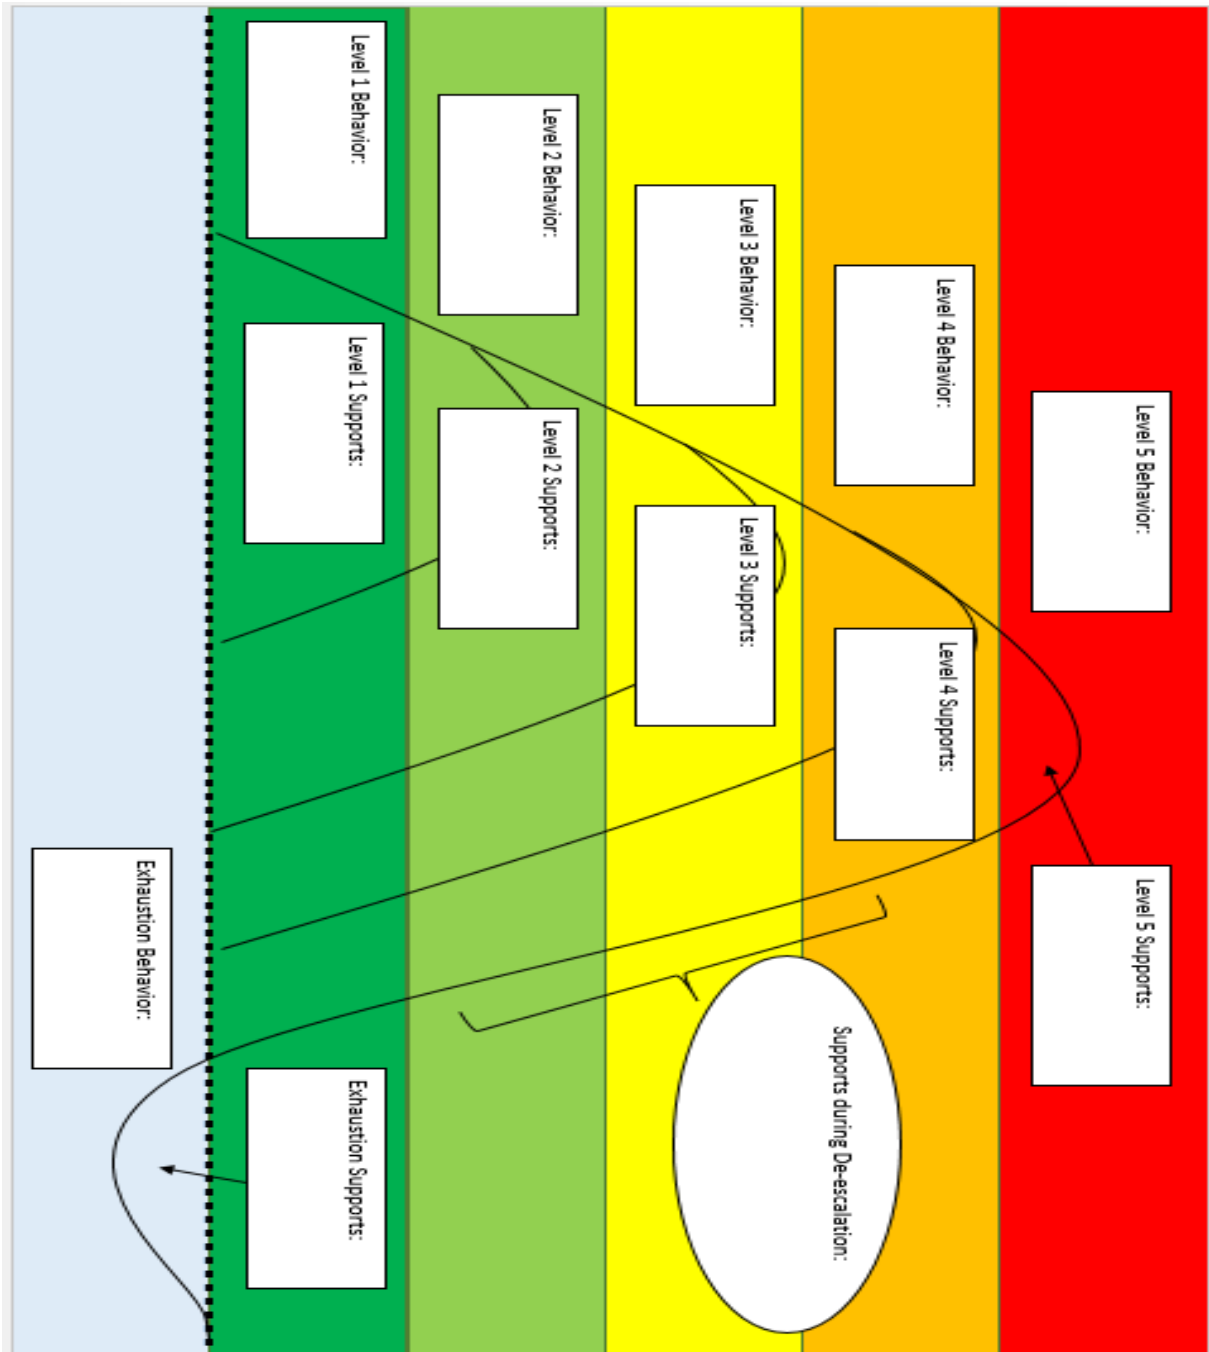 Level 5 Behavior:
Level 5 Supports:
Level 4 Behavior:
Level 4 Supports:
Supports during De-escalation:
Level 3 Behavior:
Level 3 Supports:
Level 2 Behavior:
Level 2 Supports:
Level 1 Behavior:
Level 1 Supports:
Exhaustion Supports:
Exhaustion Behavior: